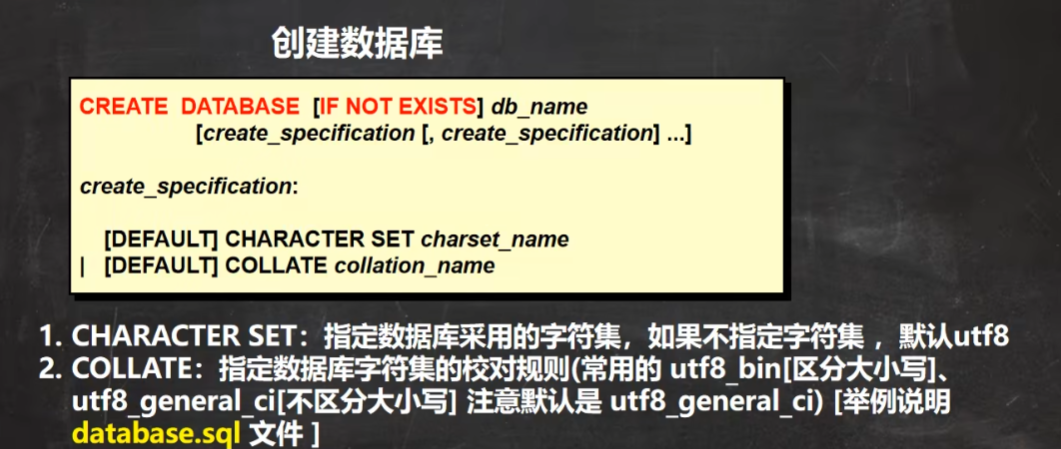 创建数据库
CREATE DATABASE [IF NOT EXISTS] db_name
[create_specification [, create_specification] ...]
create_specification:
[DEFAULT] CHARACTER SET charset_name
| [DEFAULT] COLLATE collation_name
1. CHARACTER SET：指定数据库采用的字符集，如果不指定字符集，默认utf8
2. COLLATE：指定数据库字符集的校对规则(常用的 utf8_bin[区分大小写]、
utf8_general_ci[不区分大小写] 注意默认是 utf8_general_ci) [举例说明
database.sql 文件 ]